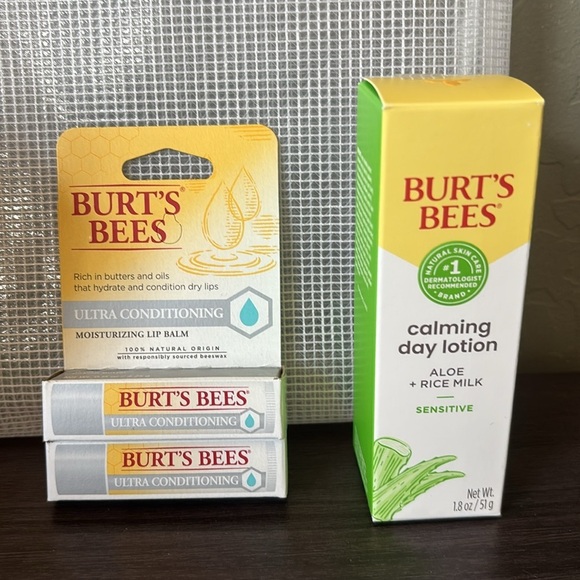 BURT'S
BEES®
Rich in butters and oils
that hydrate and condition dry lips
ULTRA CONDITIONING
MOISTURIZING LIP BALM
100% NATURAL ORIGIN
with responsibly sourced beeswax
BURT'S BEES®
ULTRA CONDITIONING
BURT'S BEES®
ULTRA CONDITIONING
BURT'S
BEES®
NATURAL SKIN CARE
#1
DERMATOLOGIST
RECOMMENDED
BRAND
calming
day lotion
ALOE
+ RICE MILK
SENSITIVE
Net Wt.
1.8 oz / 51 g